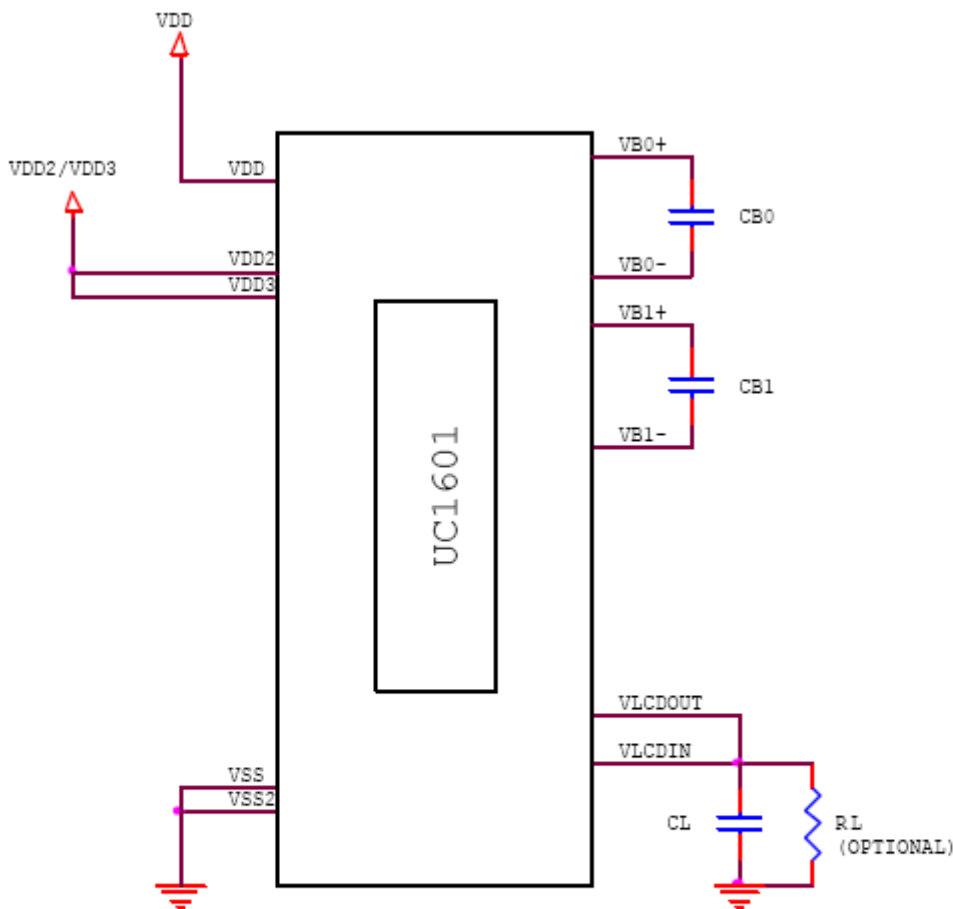 VDD
VDD2/VDD3
VDD
VDD2
VDD3
VB0+
CB0
VB0-
VB1+
CB1
VB1-
UC1601
VLCDOUT
VLCDIN
VSS
VSS2
CL
RL
(OPTIONAL)